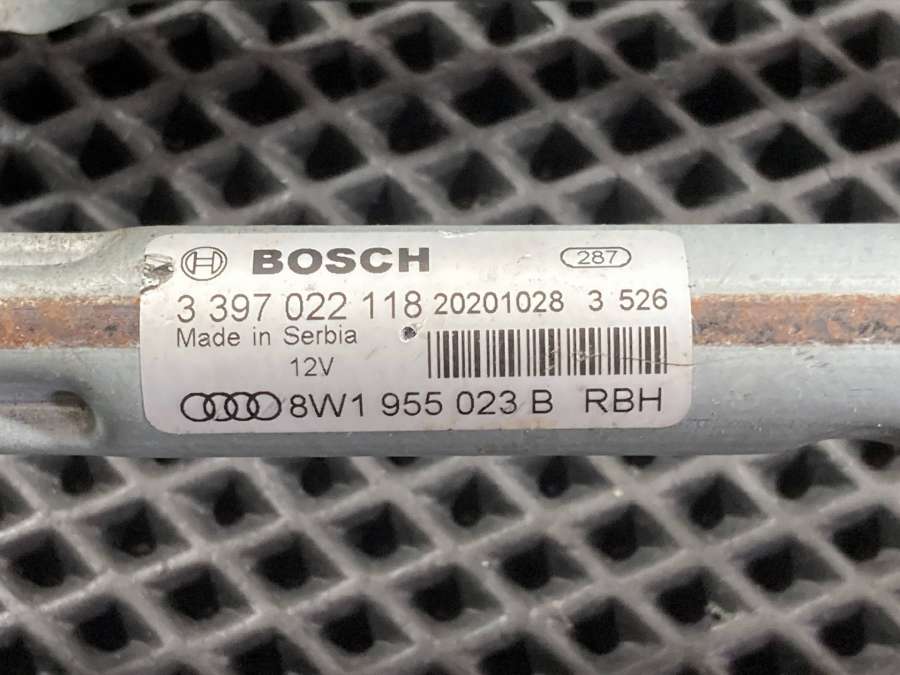 BOSCH 287
3 397 022 118 20201028 3 526
Made in Serbia
12V
8W1 955 023 B RBH